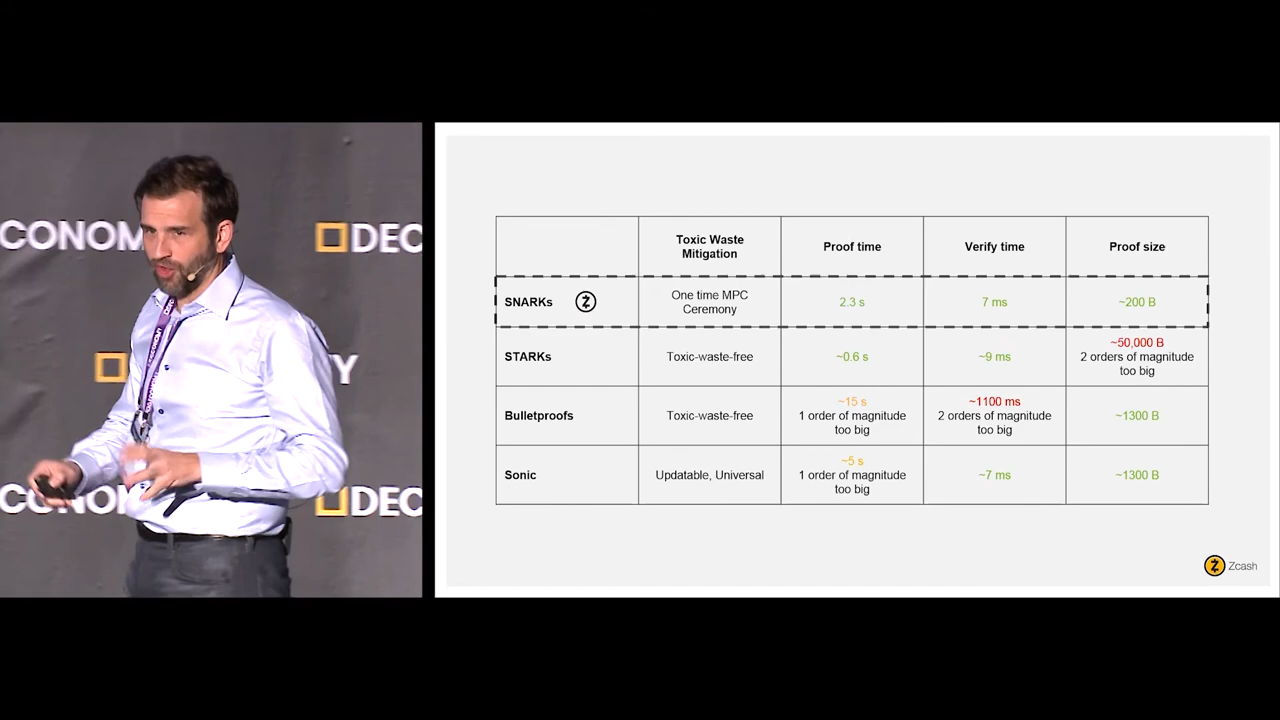 CONOM
DEC
Y
CONOM
DEC
Toxic Waste
Mitigation
Proof time
Verify time
Proof size
SNARKs
One time MPC
Ceremony
2.3 s
7 ms
~200 B
STARKs
Toxic-waste-free
~0.6 s
~9 ms
~50,000 B
2 orders of magnitude
too big
Bulletproofs
Toxic-waste-free
~15 s
1 order of magnitude
too big
~1100 ms
2 orders of magnitude
too big
~1300 B
Sonic
Updatable, Universal
~5 s
1 order of magnitude
too big
~7 ms
~1300 B
Zcash